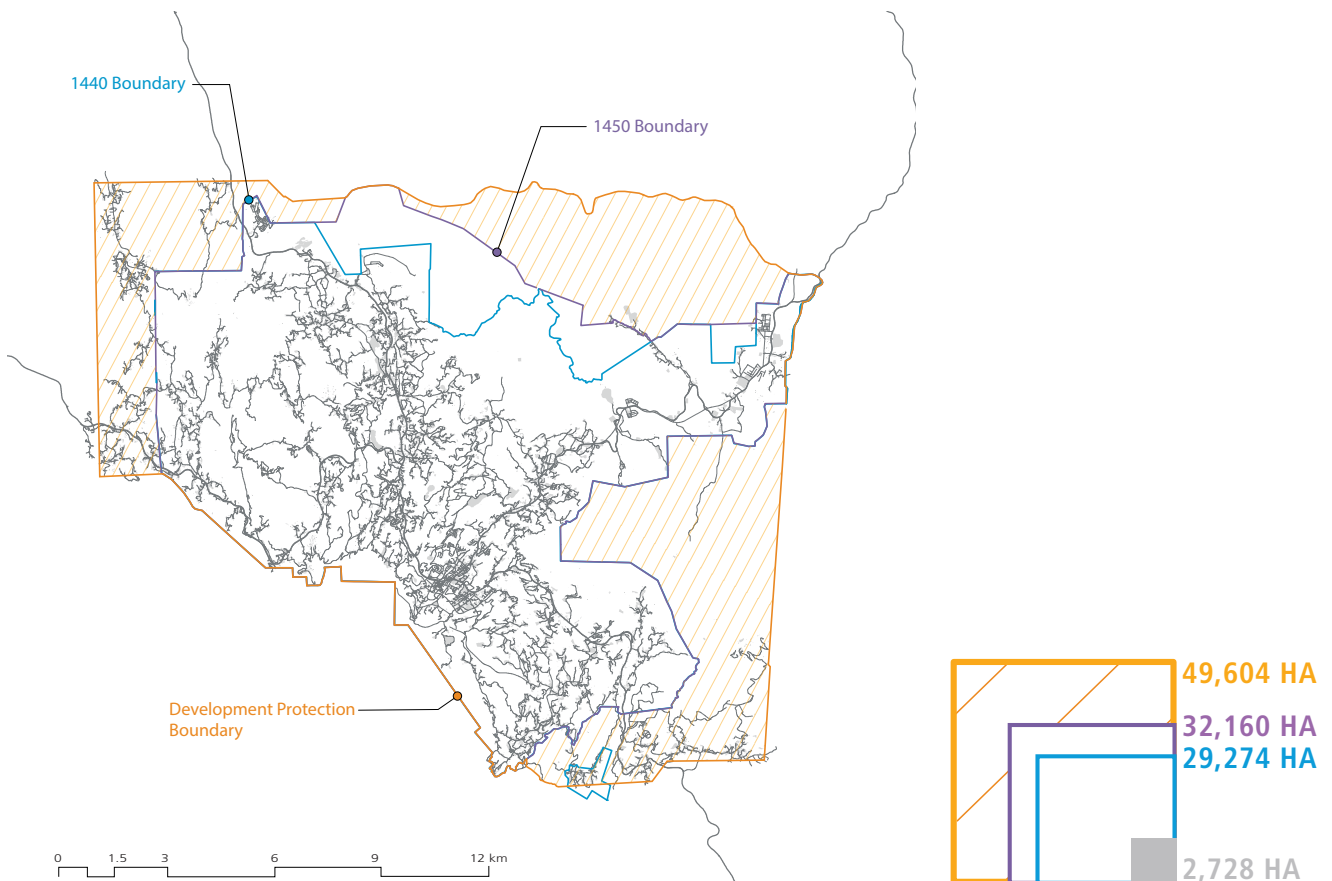 1440 Boundary
1450 Boundary
Development Protection
Boundary
49,604 HA
32,160 HA
29,274 HA
2,728 HA
0 1.5 3 6 9 12 km